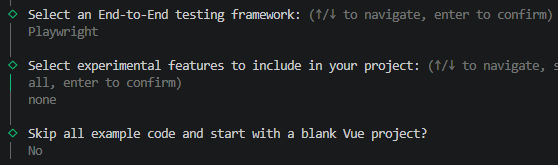 Select an End-to-End testing framework: (↑/↓ to navigate, enter to confirm)
Playwright
Select experimental features to include in your project: (↑/↓ to navigate,
all, enter to confirm)
none
Skip all example code and start with a blank Vue project?
No